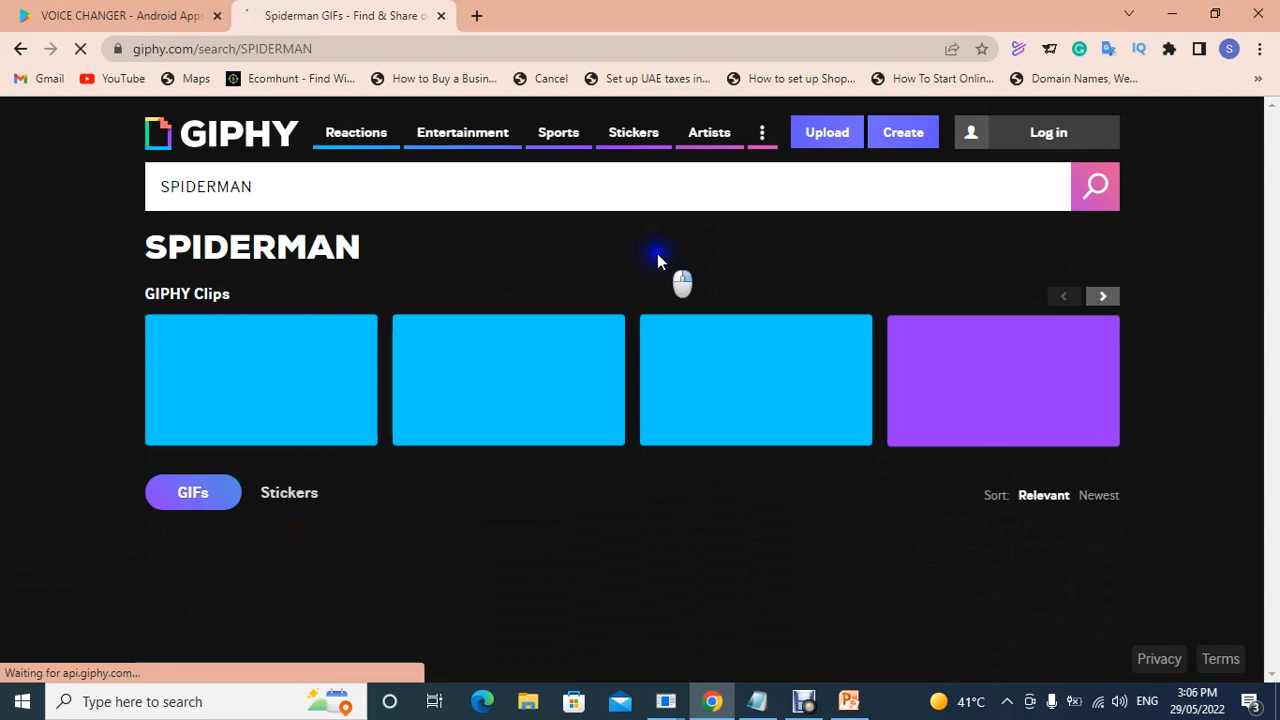 VOICE CHANGER - Android Apps
Spiderman GIFs - Find & Share o
giphy.com/search/SPIDERMAN
S
Gmail
YouTube
Maps
Ecomhunt - Find Wi...
How to Buy a Busin...
Cancel
Set up UAE taxes in...
How to set up Shop...
How To Start Onlin...
Domain Names, We...
GIPHY
Reactions
Entertainment
Sports
Stickers
Artists
Upload
Create
Log in
SPIDERMAN
SPIDERMAN
GIPHY Clips
GIFs
Stickers
Sort: Relevant Newest
Privacy
Terms
Waiting for api.giphy.com...
Type here to search
41°C
ENG
3:06 PM
29/05/2022
3